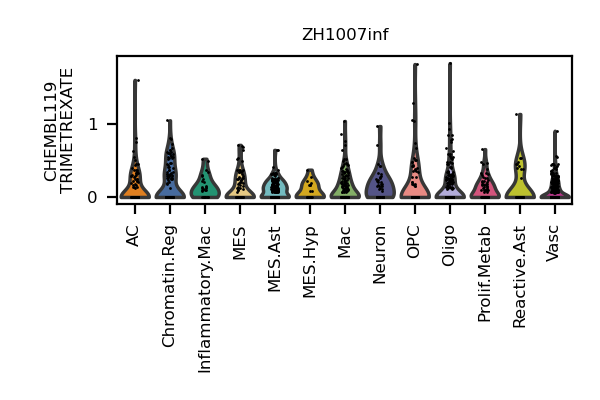 ZH1007inf
CHEMBL119
TRIMETREXATE
1
0
AC
Chromatin.Reg
Inflammatory.Mac
MES
MES.Ast
MES.Hyp
Mac
Neuron
OPC
Oligo
Prolif.Metab
Reactive.Ast
Vasc